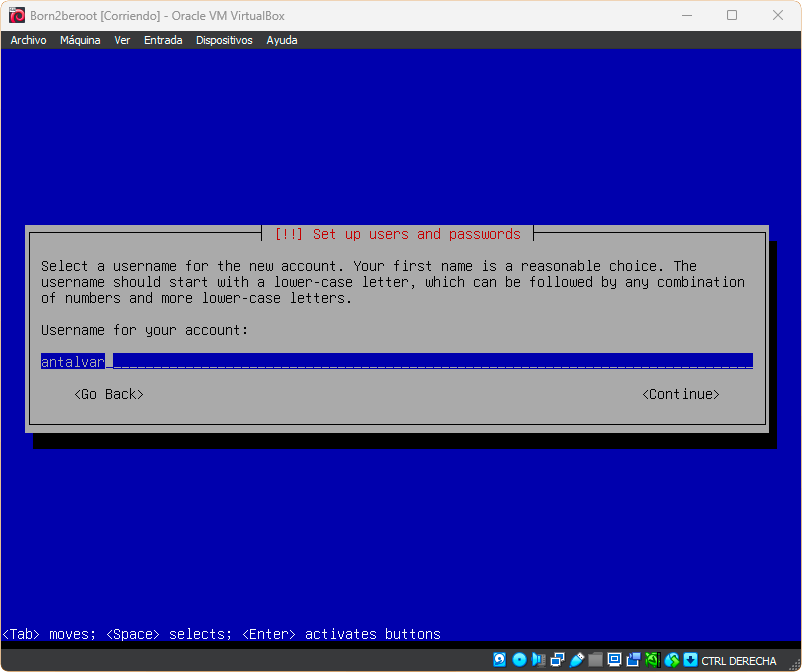 Born2beroot [Corriendo] - Oracle VM VirtualBox
Archivo Máquina Ver Entrada Dispositivos Ayuda
[!!] Set up users and passwords
Select a username for the new account. Your first name is a reasonable choice. The
username should start with a lower-case letter, which can be followed by any combination
of numbers and more lower-case letters.
Username for your account:
antalvar
<Go Back> <Continue>
<Tab> moves; <Space> selects; <Enter> activates buttons
CTRL DERECHA